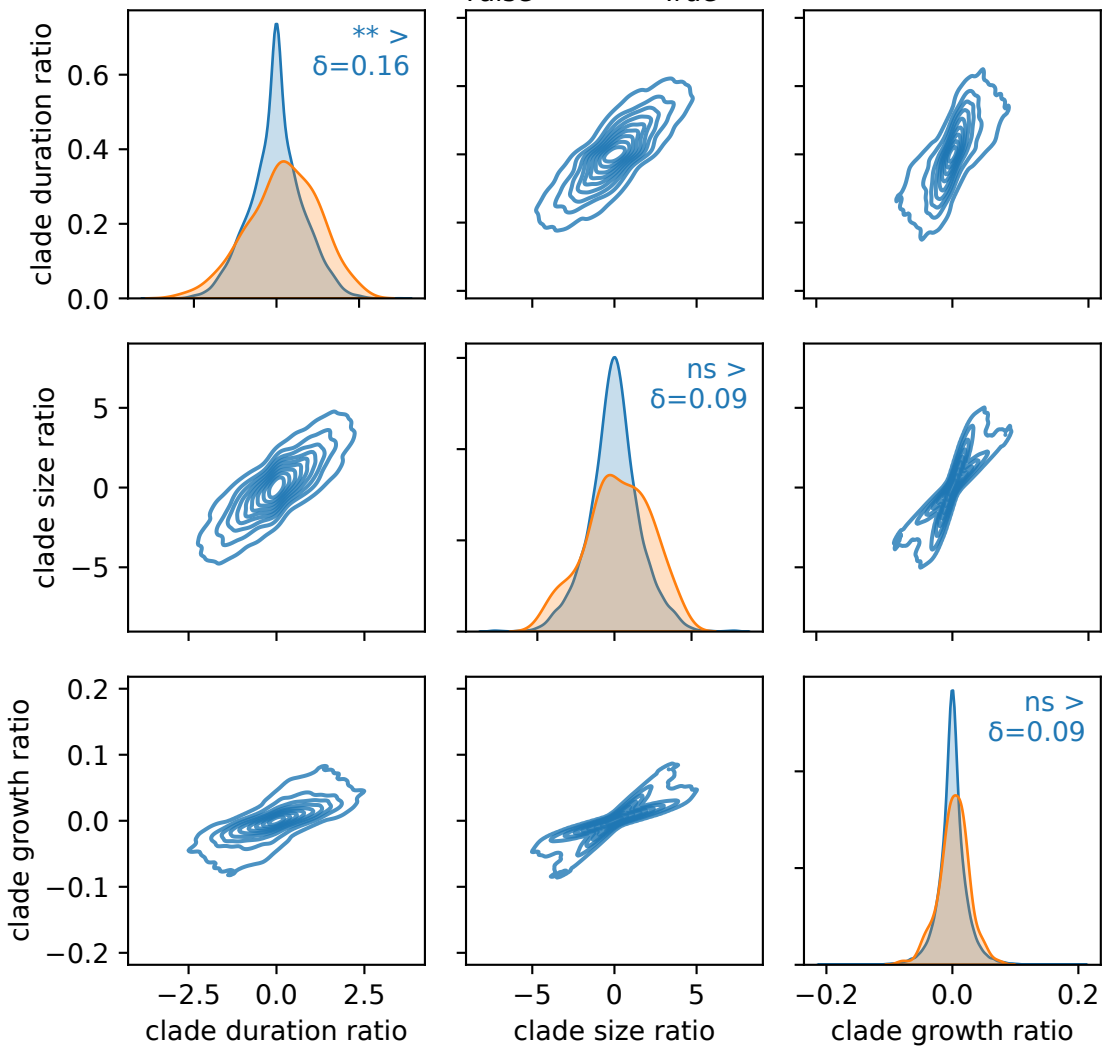 clade duration ratio
0.6
0.4
0.2
0.0
** >
δ=0.16
clade size ratio
5
0
−5
ns >
δ=0.09
clade growth ratio
0.2
0.1
0.0
−0.1
−0.2
ns >
δ=0.09
−2.5 0.0 2.5
clade duration ratio
−5 0 5
clade size ratio
−0.2 0.0 0.2
clade growth ratio